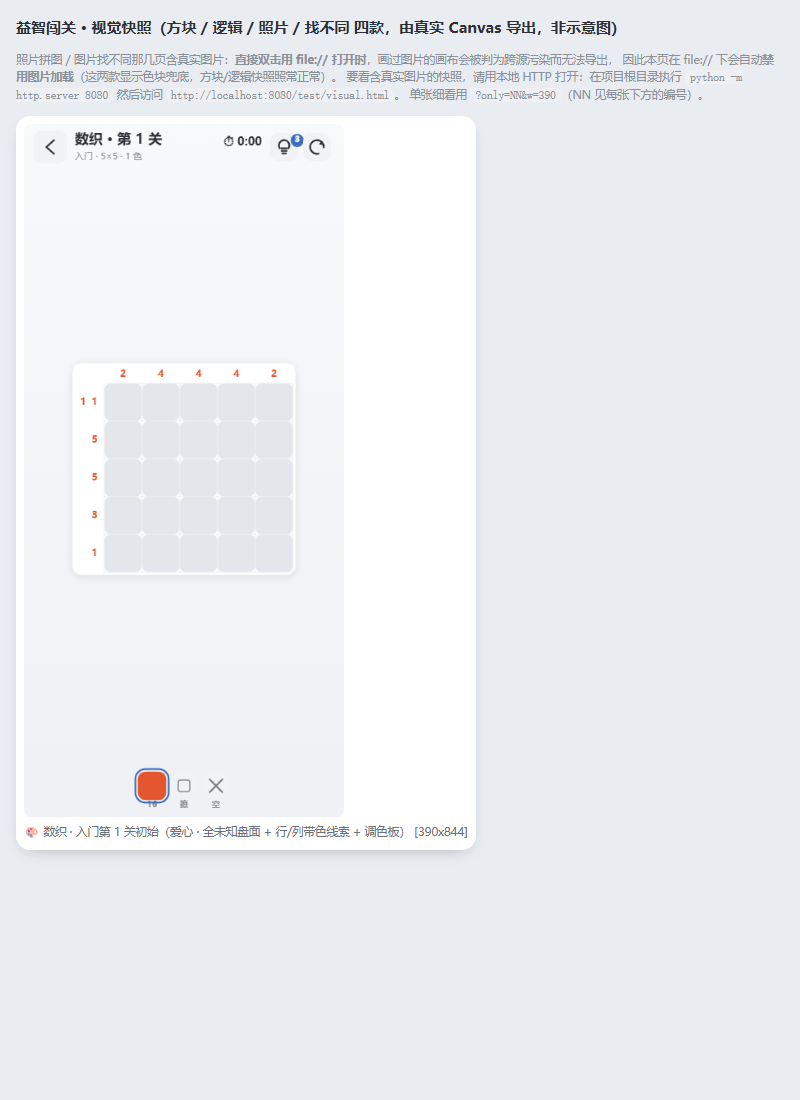 益智闯关 · 视觉快照（方块 / 逻辑 / 照片 / 找不同 四款，由真实 Canvas 导出，非示意图）
照片拼图 / 图片找不同那几页含真实图片：直接双击用 file:// 打开时，画过图片的画布会被判为跨源污染而无法导出， 因此本页在 file:// 下会自动禁
用图片加载（这两款显示色块兜底，方块/逻辑快照照常正常）。 要看含真实图片的快照，请用本地 HTTP 打开：在项目根目录执行 python -m
http.server 8080 然后访问 http://localhost:8080/test/visual.html 。 单张细看用 ?only=NN&w=390 （NN 见每张下方的编号）。
数织 · 第 1 关
入门 · 5×5 · 1 色
0:00
3
2 4 4 4 2
1 1
5
5
3
1
16 擦 空
数织 · 入门第 1 关初始（爱心 · 全未知盘面 + 行/列带色线索 + 调色板） [390x844]